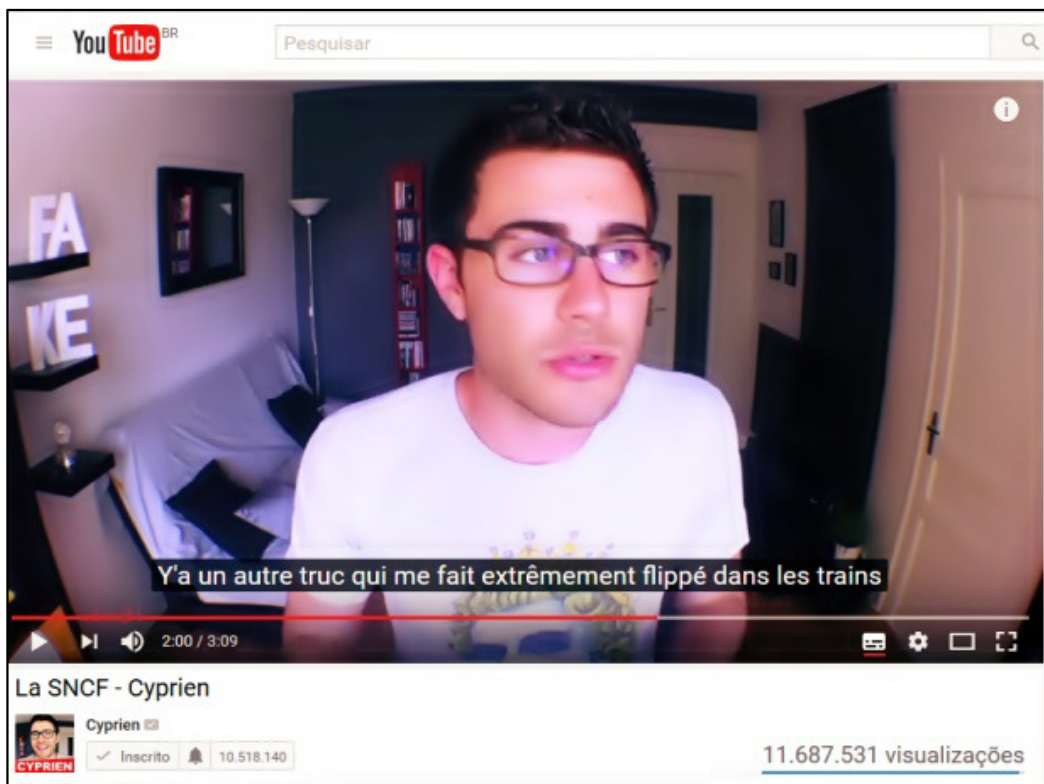 YouTube BR
Pesquisar
FA
KE
Y'a un autre truc qui me fait extrêmement flippé dans les trains
2:00 / 3:09
La SNCF - Cyprien
Cyprien
CYPRIEN
Inscrito 10.518.140
11.687.531 visualizações